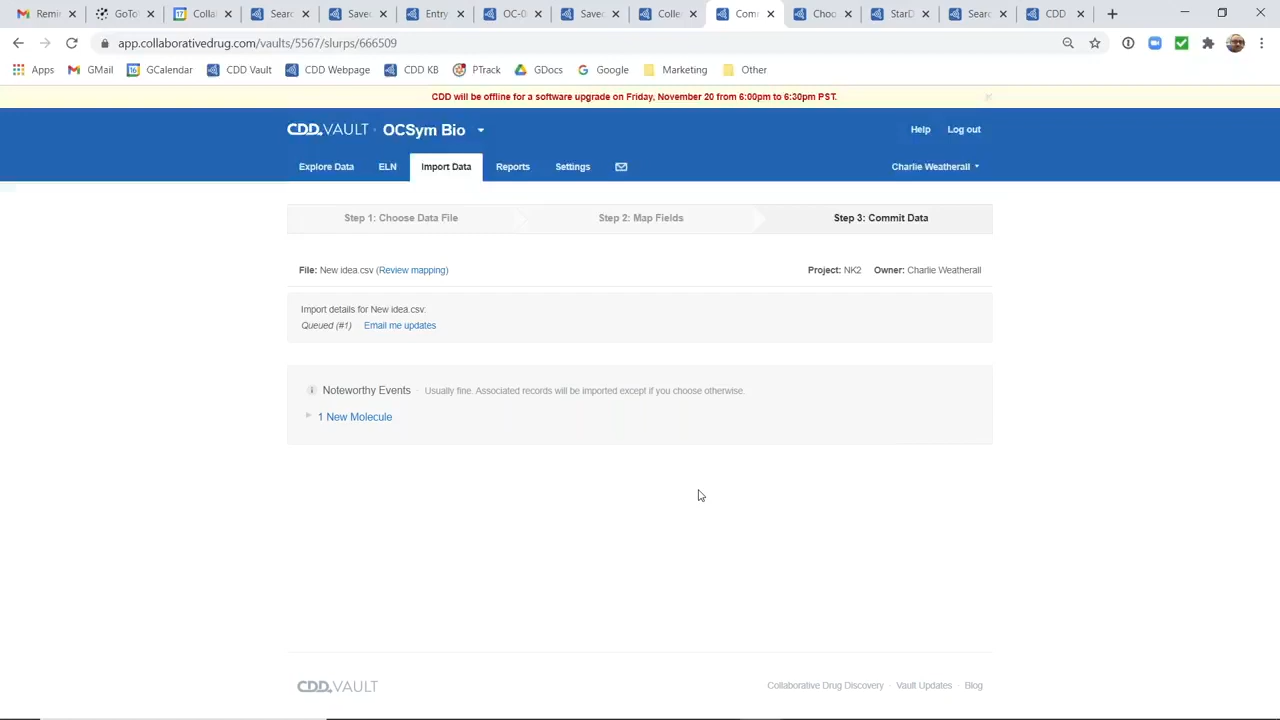 Remin
GoTo
Collal
Searc
Saved
Entry
OC-0
Saved
Colle
Com
Choo
StarD
Searc
CDD
app.collaborativedrug.com/vaults/5567/slurps/666509
Apps GMail GCalendar CDD Vault CDD Webpage CDD KB PTrack GDocs Google Marketing Other
CDD will be offline for a software upgrade on Friday, November 20 from 6:00pm to 6:30pm PST.
CDD.VAULT OCSym Bio Help Log out
Explore Data ELN Import Data Reports Settings Charlie Weatherall
Step 1: Choose Data File Step 2: Map Fields Step 3: Commit Data
File: New idea.csv (Review mapping) Project: NK2 Owner: Charlie Weatherall
Import details for New idea.csv:
Queued (#1) Email me updates
Noteworthy Events · Usually fine. Associated records will be imported except if you choose otherwise.
1 New Molecule
CDD.VAULT Collaborative Drug Discovery · Vault Updates · Blog